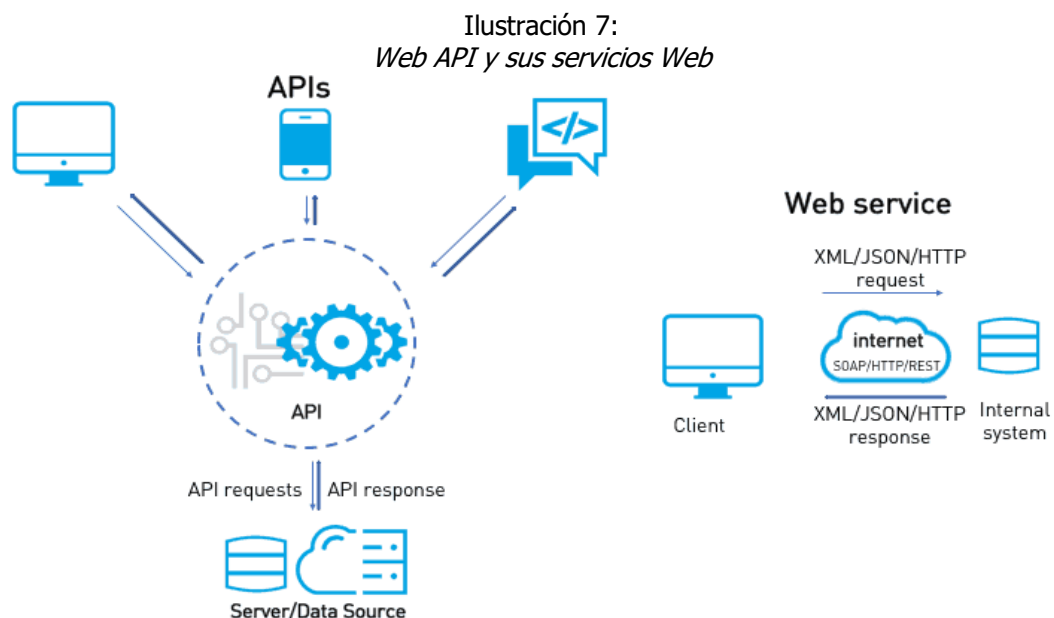 Ilustración 7:
Web API y sus servicios Web
APIs
</>
API
API requests
API response
Server/Data Source
Web service
XML/JSON/HTTP
request
internet
SOAP/HTTP/REST
Client
XML/JSON/HTTP
response
Internal
system